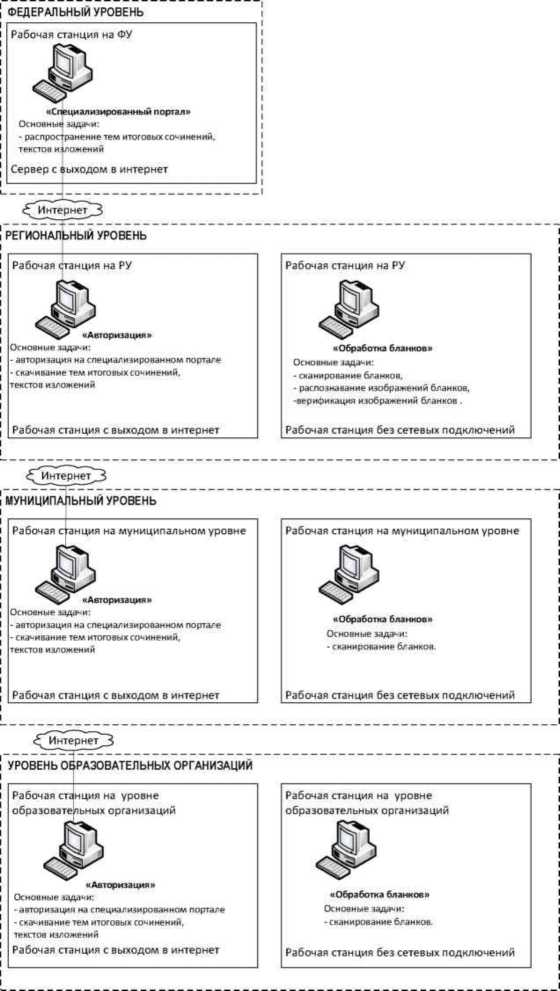 ФЕДЕРАЛЬНЫЙ УРОВЕНЬ
Рабочая станция на ФУ
«Специализированный портал»
Основные задачи:
- распространение тем итоговых сочинений,
текстов изложений
Сервер с выходом в интернет
Интернет
РЕГИОНАЛЬНЫЙ УРОВЕНЬ
Рабочая станция на РУ
«Авторизация»
Основные задачи:
- авторизация на специализированном портале
- скачивание тем итоговых сочинений,
текстов изложений
Рабочая станция с выходом в интернет
Рабочая станция на РУ
«Обработка бланков»
Основные задачи:
- сканирование бланков,
- распознавание изображений бланков,
-верификация изображений бланков .
Рабочая станция без сетевых подключений
Интернет
МУНИЦИПАЛЬНЫЙ УРОВЕНЬ
Рабочая станция на муниципальном уровне
«Авторизация»
Основные задачи:
- авторизация на специализированном портале
- скачивание тем итоговых сочинений,
текстов изложений
Рабочая станция с выходом в интернет
Рабочая станция на муниципальном уровне
«Обработка бланков»
Основные задачи:
- сканирование бланков.
Рабочая станция без сетевых подключений
Интернет
УРОВЕНЬ ОБРАЗОВАТЕЛЬНЫХ ОРГАНИЗАЦИЙ
Рабочая станция на уровне
образовательных организаций
«Авторизация»
Основные задачи:
- авторизация на специализированном портале
- скачивание тем итоговых сочинений,
текстов изложений
Рабочая станция с выходом в интернет
Рабочая станция на уровне
образовательных организаций
«Обработка бланков»
Основные задачи:
- сканирование бланков.
Рабочая станция без сетевых подключений